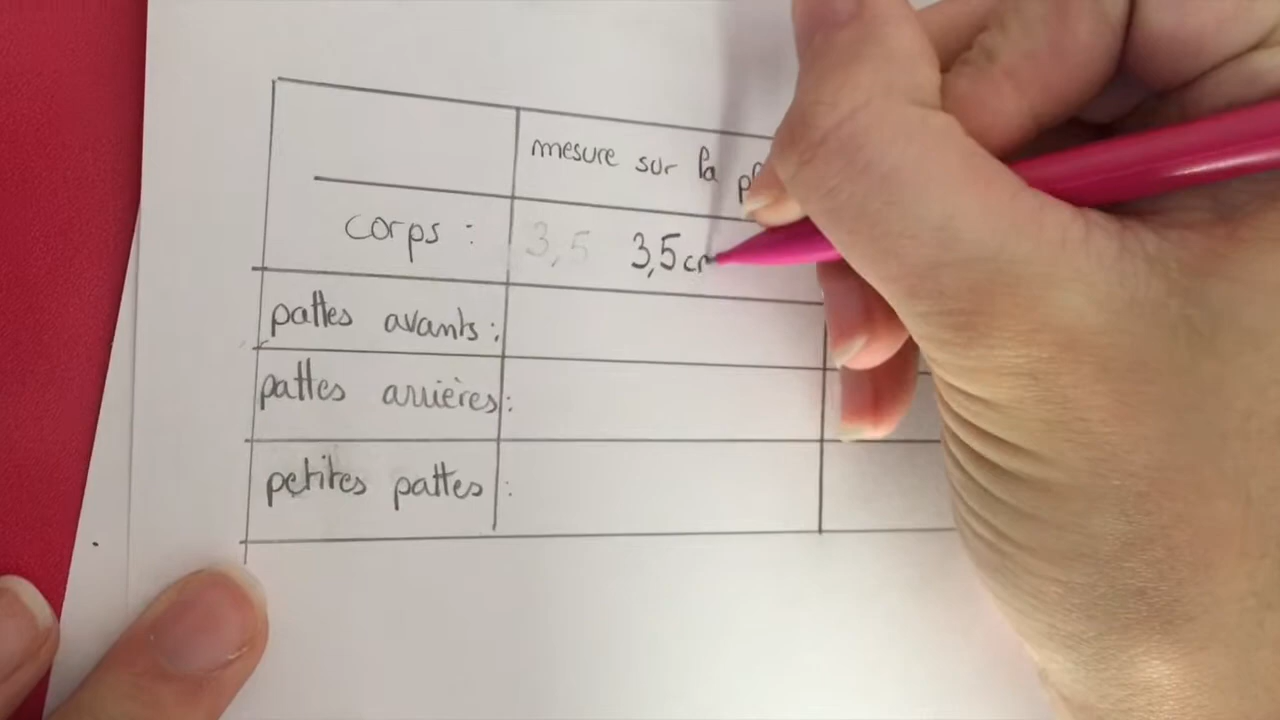 mesure sur la
corps : 3,5 3,5
pattes avants :
pattes arrières :
petites pattes :